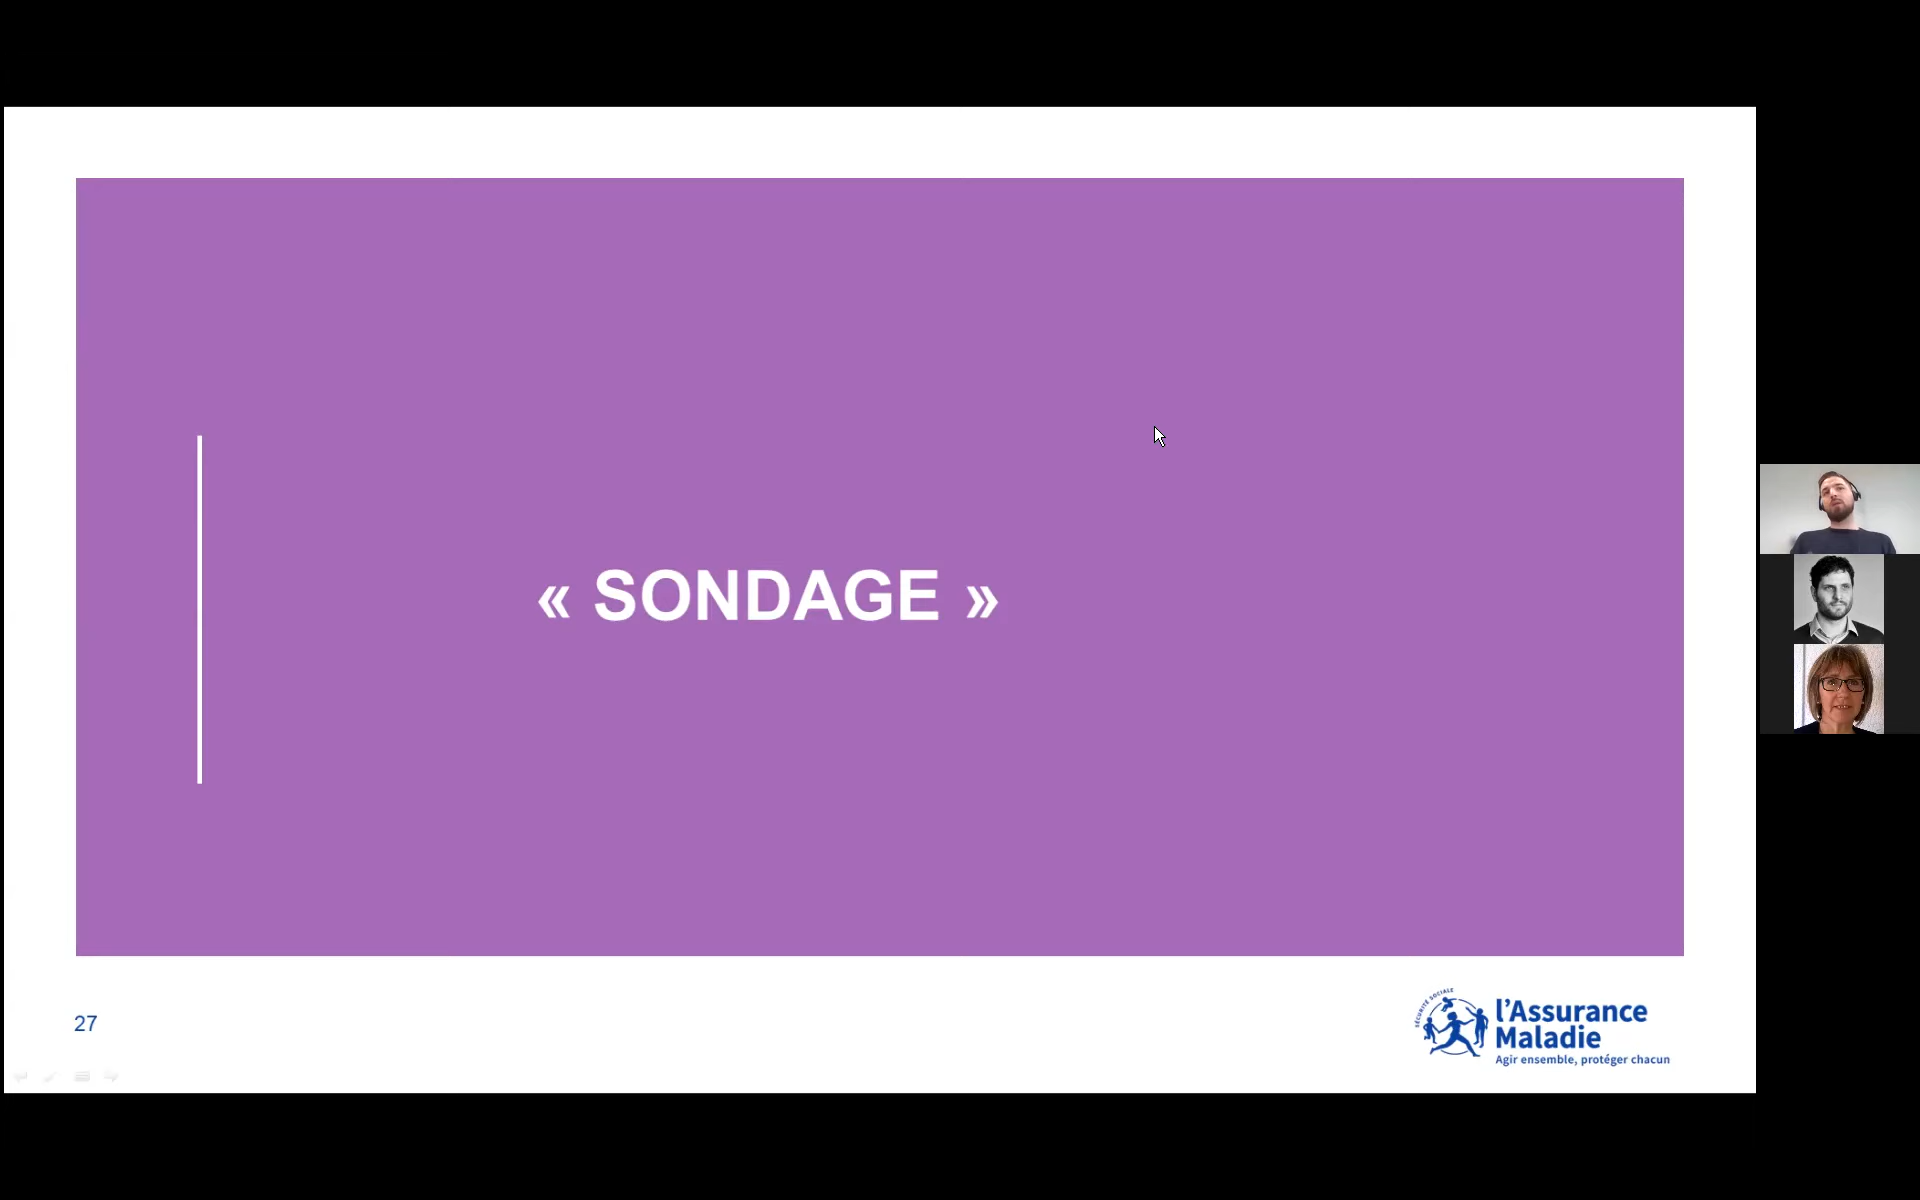 « SONDAGE »
27
SÉCURITÉ SOCIALE
l'Assurance
Maladie
Agir ensemble, protéger chacun